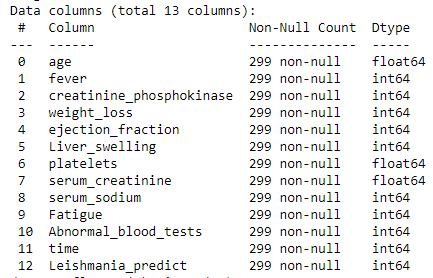 Data columns (total 13 columns):
 #   Column                    Non-Null Count  Dtype
---  ------                    --------------  -----
 0   age                       299 non-null    float64
 1   fever                     299 non-null    int64
 2   creatinine_phosphokinase  299 non-null    int64
 3   weight_loss               299 non-null    int64
 4   ejection_fraction         299 non-null    int64
 5   Liver_swelling            299 non-null    int64
 6   platelets                 299 non-null    float64
 7   serum_creatinine          299 non-null    float64
 8   serum_sodium              299 non-null    int64
 9   Fatigue                   299 non-null    int64
 10  Abnormal_blood_tests      299 non-null    int64
 11  time                      299 non-null    int64
 12  Leishmania_predict        299 non-null    int64